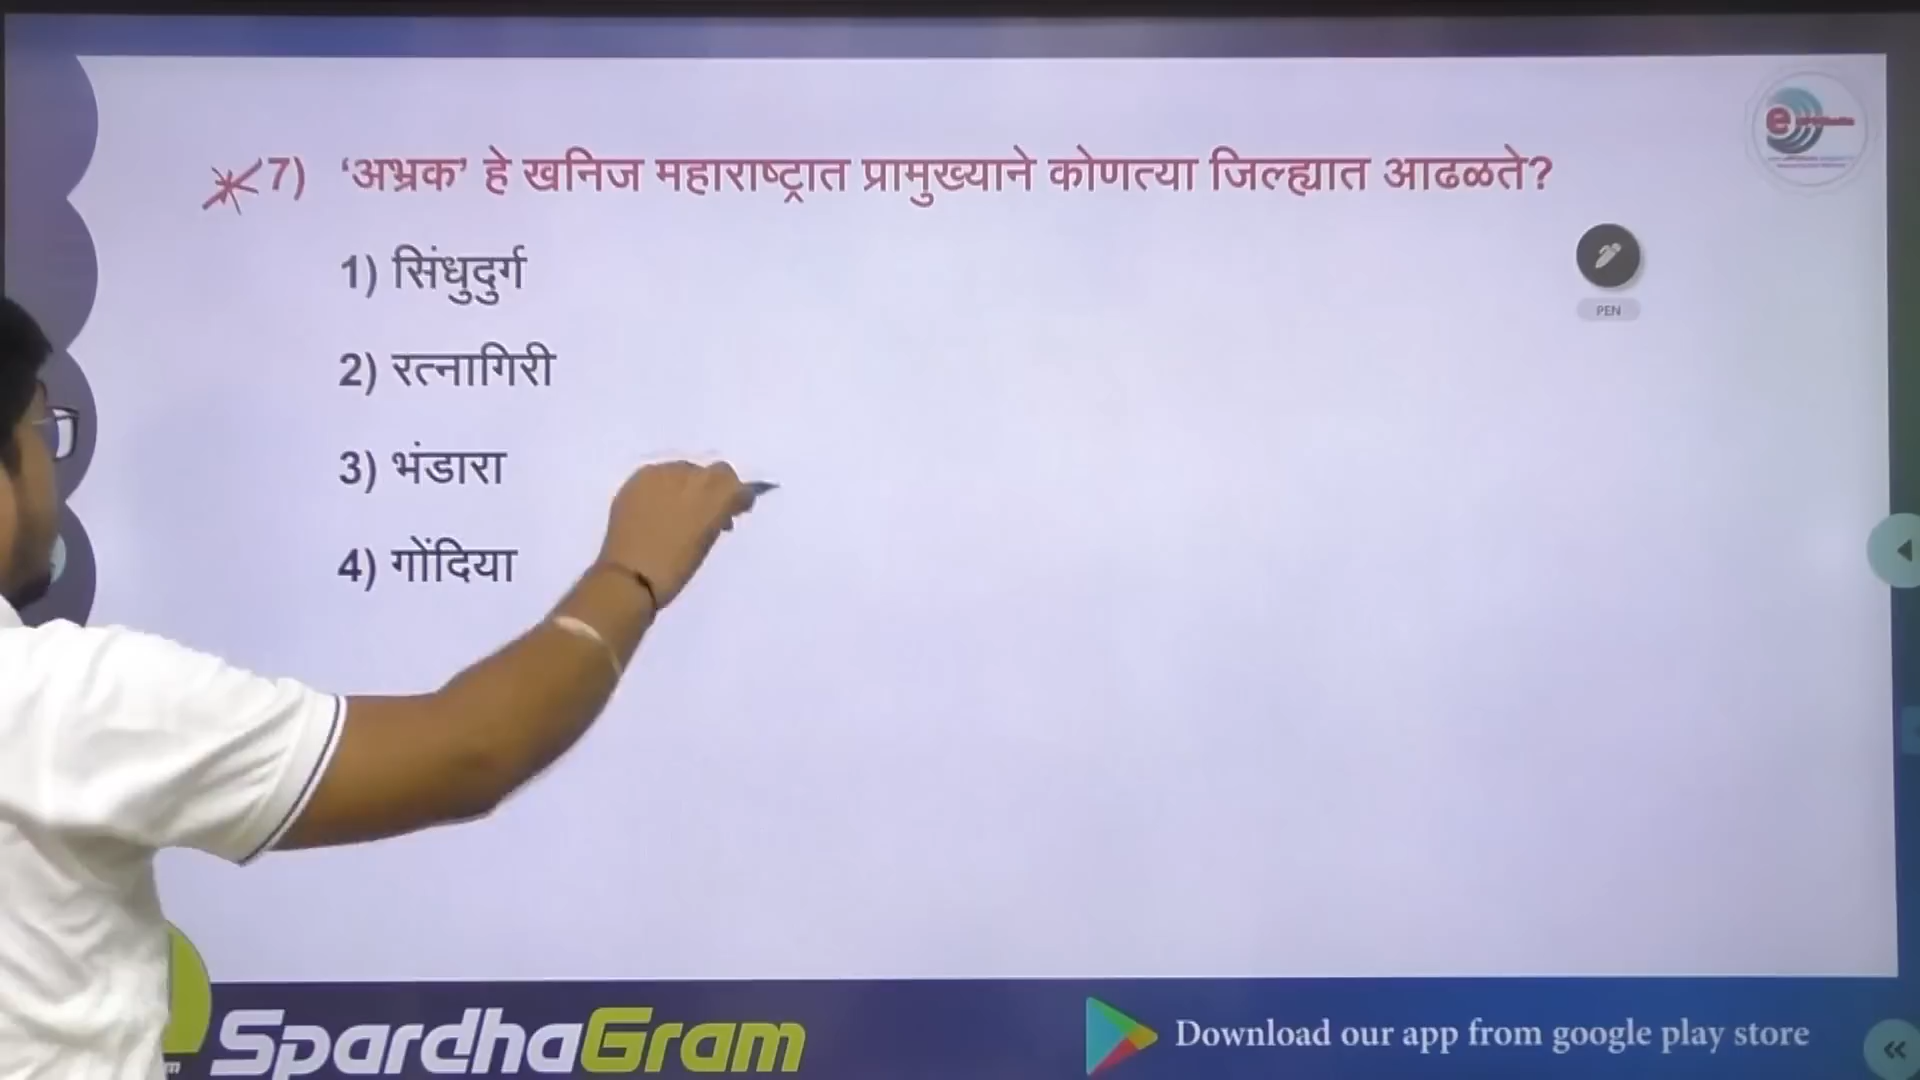 7) ‘अभ्रक’ हे खनिज महाराष्ट्रात प्रामुख्याने कोणत्या जिल्ह्यात आढळते?
1) सिंधुदुर्ग
2) रत्नागिरी
3) भंडारा
4) गोंदिया
PEN
SpardhaGram
Download our app from google play store